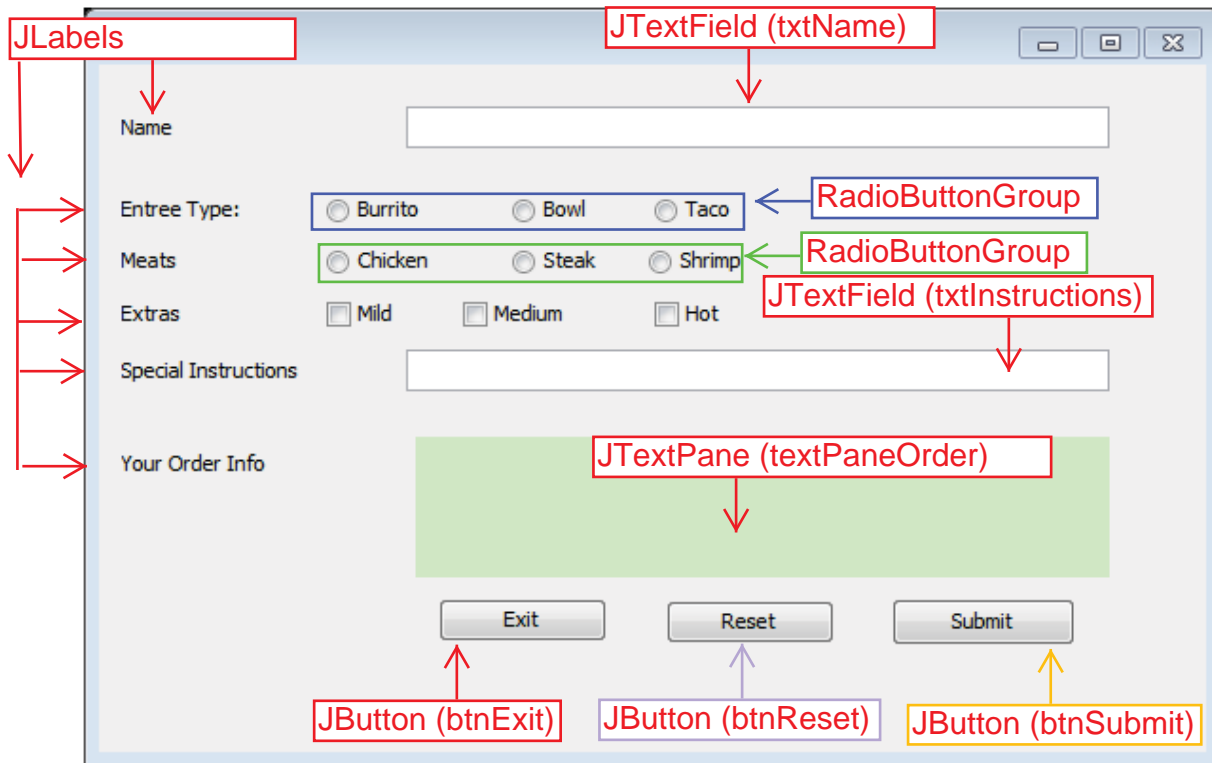 JLabels
JTextField (txtName)
Name
Entree Type:
Burrito
Bowl
Taco
RadioButtonGroup
Meats
Chicken
Steak
Shrimp
RadioButtonGroup
JTextField (txtInstructions)
Extras
Mild
Medium
Hot
Special Instructions
Your Order Info
JTextPane (textPaneOrder)
Exit
Reset
Submit
JButton (btnExit)
JButton (btnReset)
JButton (btnSubmit)